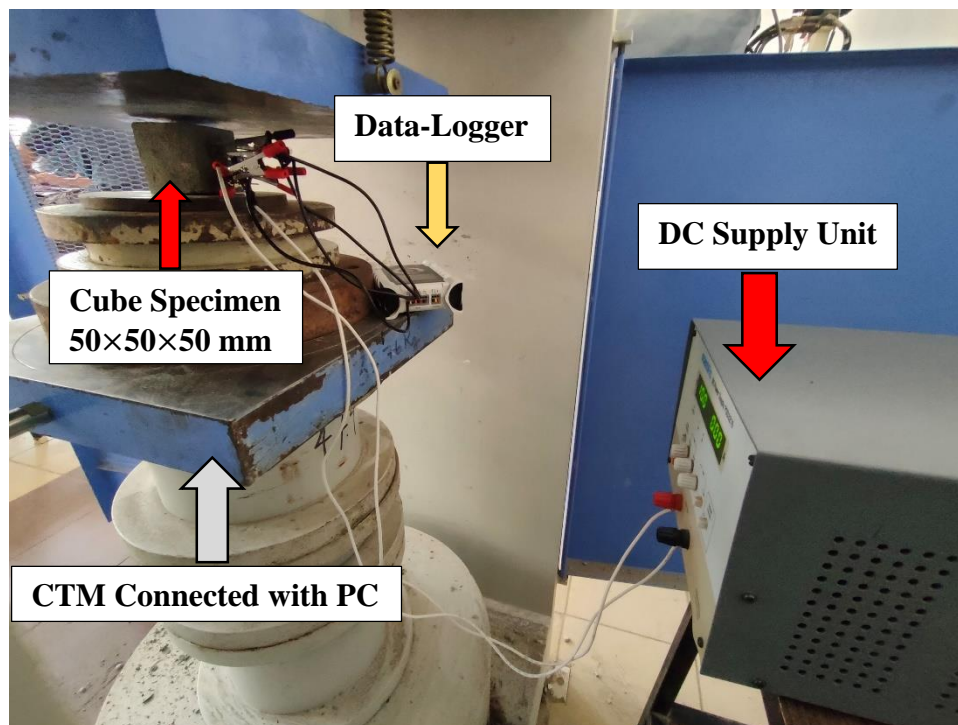 Data-Logger
DC Supply Unit
Cube Specimen
50×50×50 mm
CTM Connected with PC